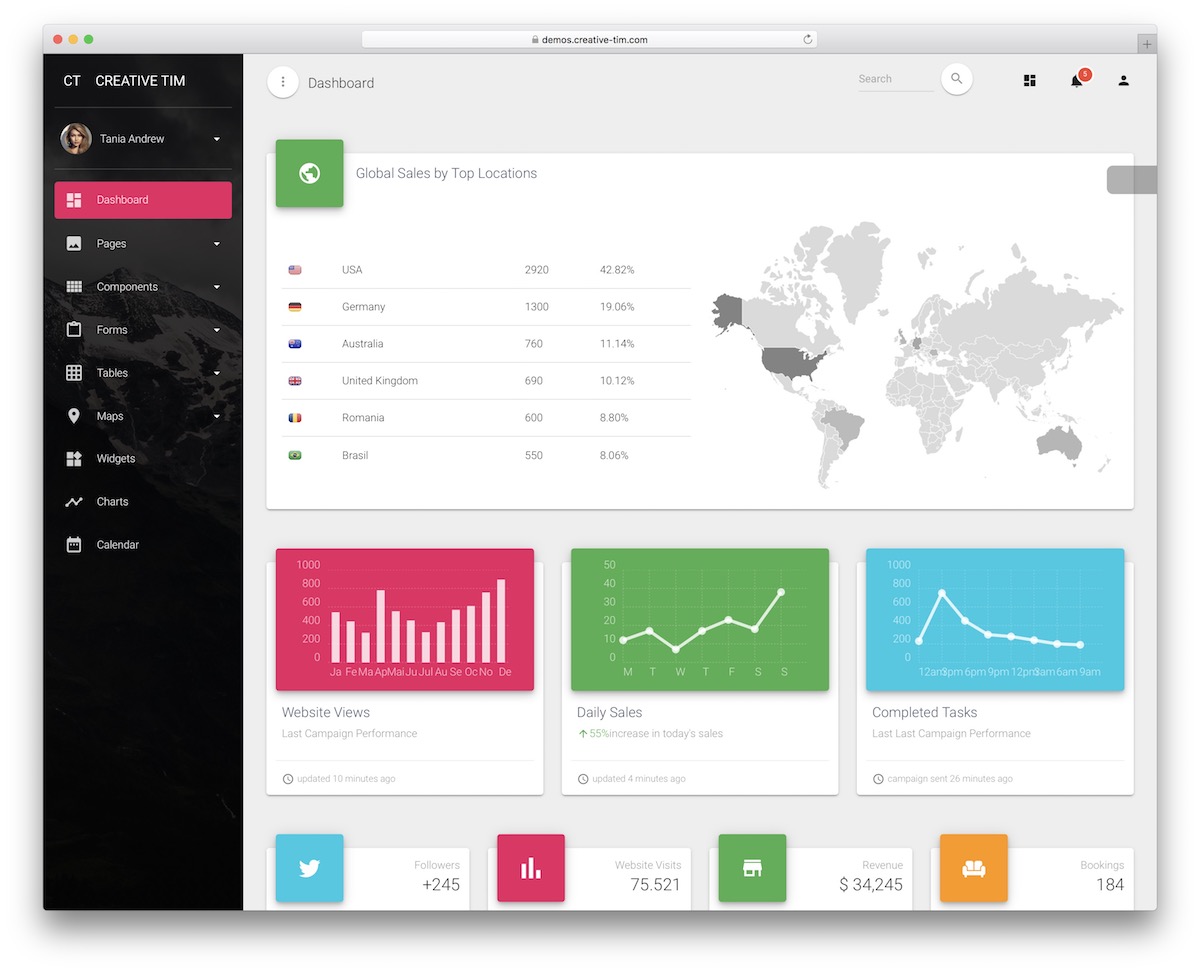 demos.creative-tim.com
CT CREATIVE TIM
Tania Andrew
Dashboard
Pages
Components
Forms
Tables
Maps
Widgets
Charts
Calendar
Dashboard
Search
5
Global Sales by Top Locations
USA 2920 42.82%
Germany 1300 19.06%
Australia 760 11.14%
United Kingdom 690 10.12%
Romania 600 8.80%
Brasil 550 8.06%
1000
800
600
400
200
0
Ja Fe Ma Ap Mai Ju Jul Au Se Oc No De
Website Views
Last Campaign Performance
updated 10 minutes ago
50
40
30
20
10
0
M T W T F S S
Daily Sales
55% increase in today's sales
updated 4 minutes ago
1000
800
600
400
200
0
12am 3pm 6pm 9pm 12pm 3am 6am 9am
Completed Tasks
Last Last Campaign Performance
campaign sent 26 minutes ago
Followers
+245
Website Visits
75.521
Revenue
$ 34,245
Bookings
184